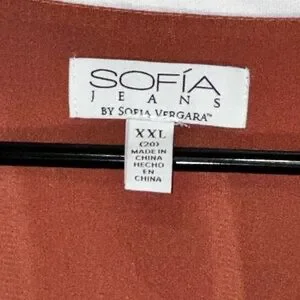 SOFÍA
JEANS
BY SOFIA VERGARA™
XXL
(20)
MADE IN
CHINA
HECHO
EN
CHINA